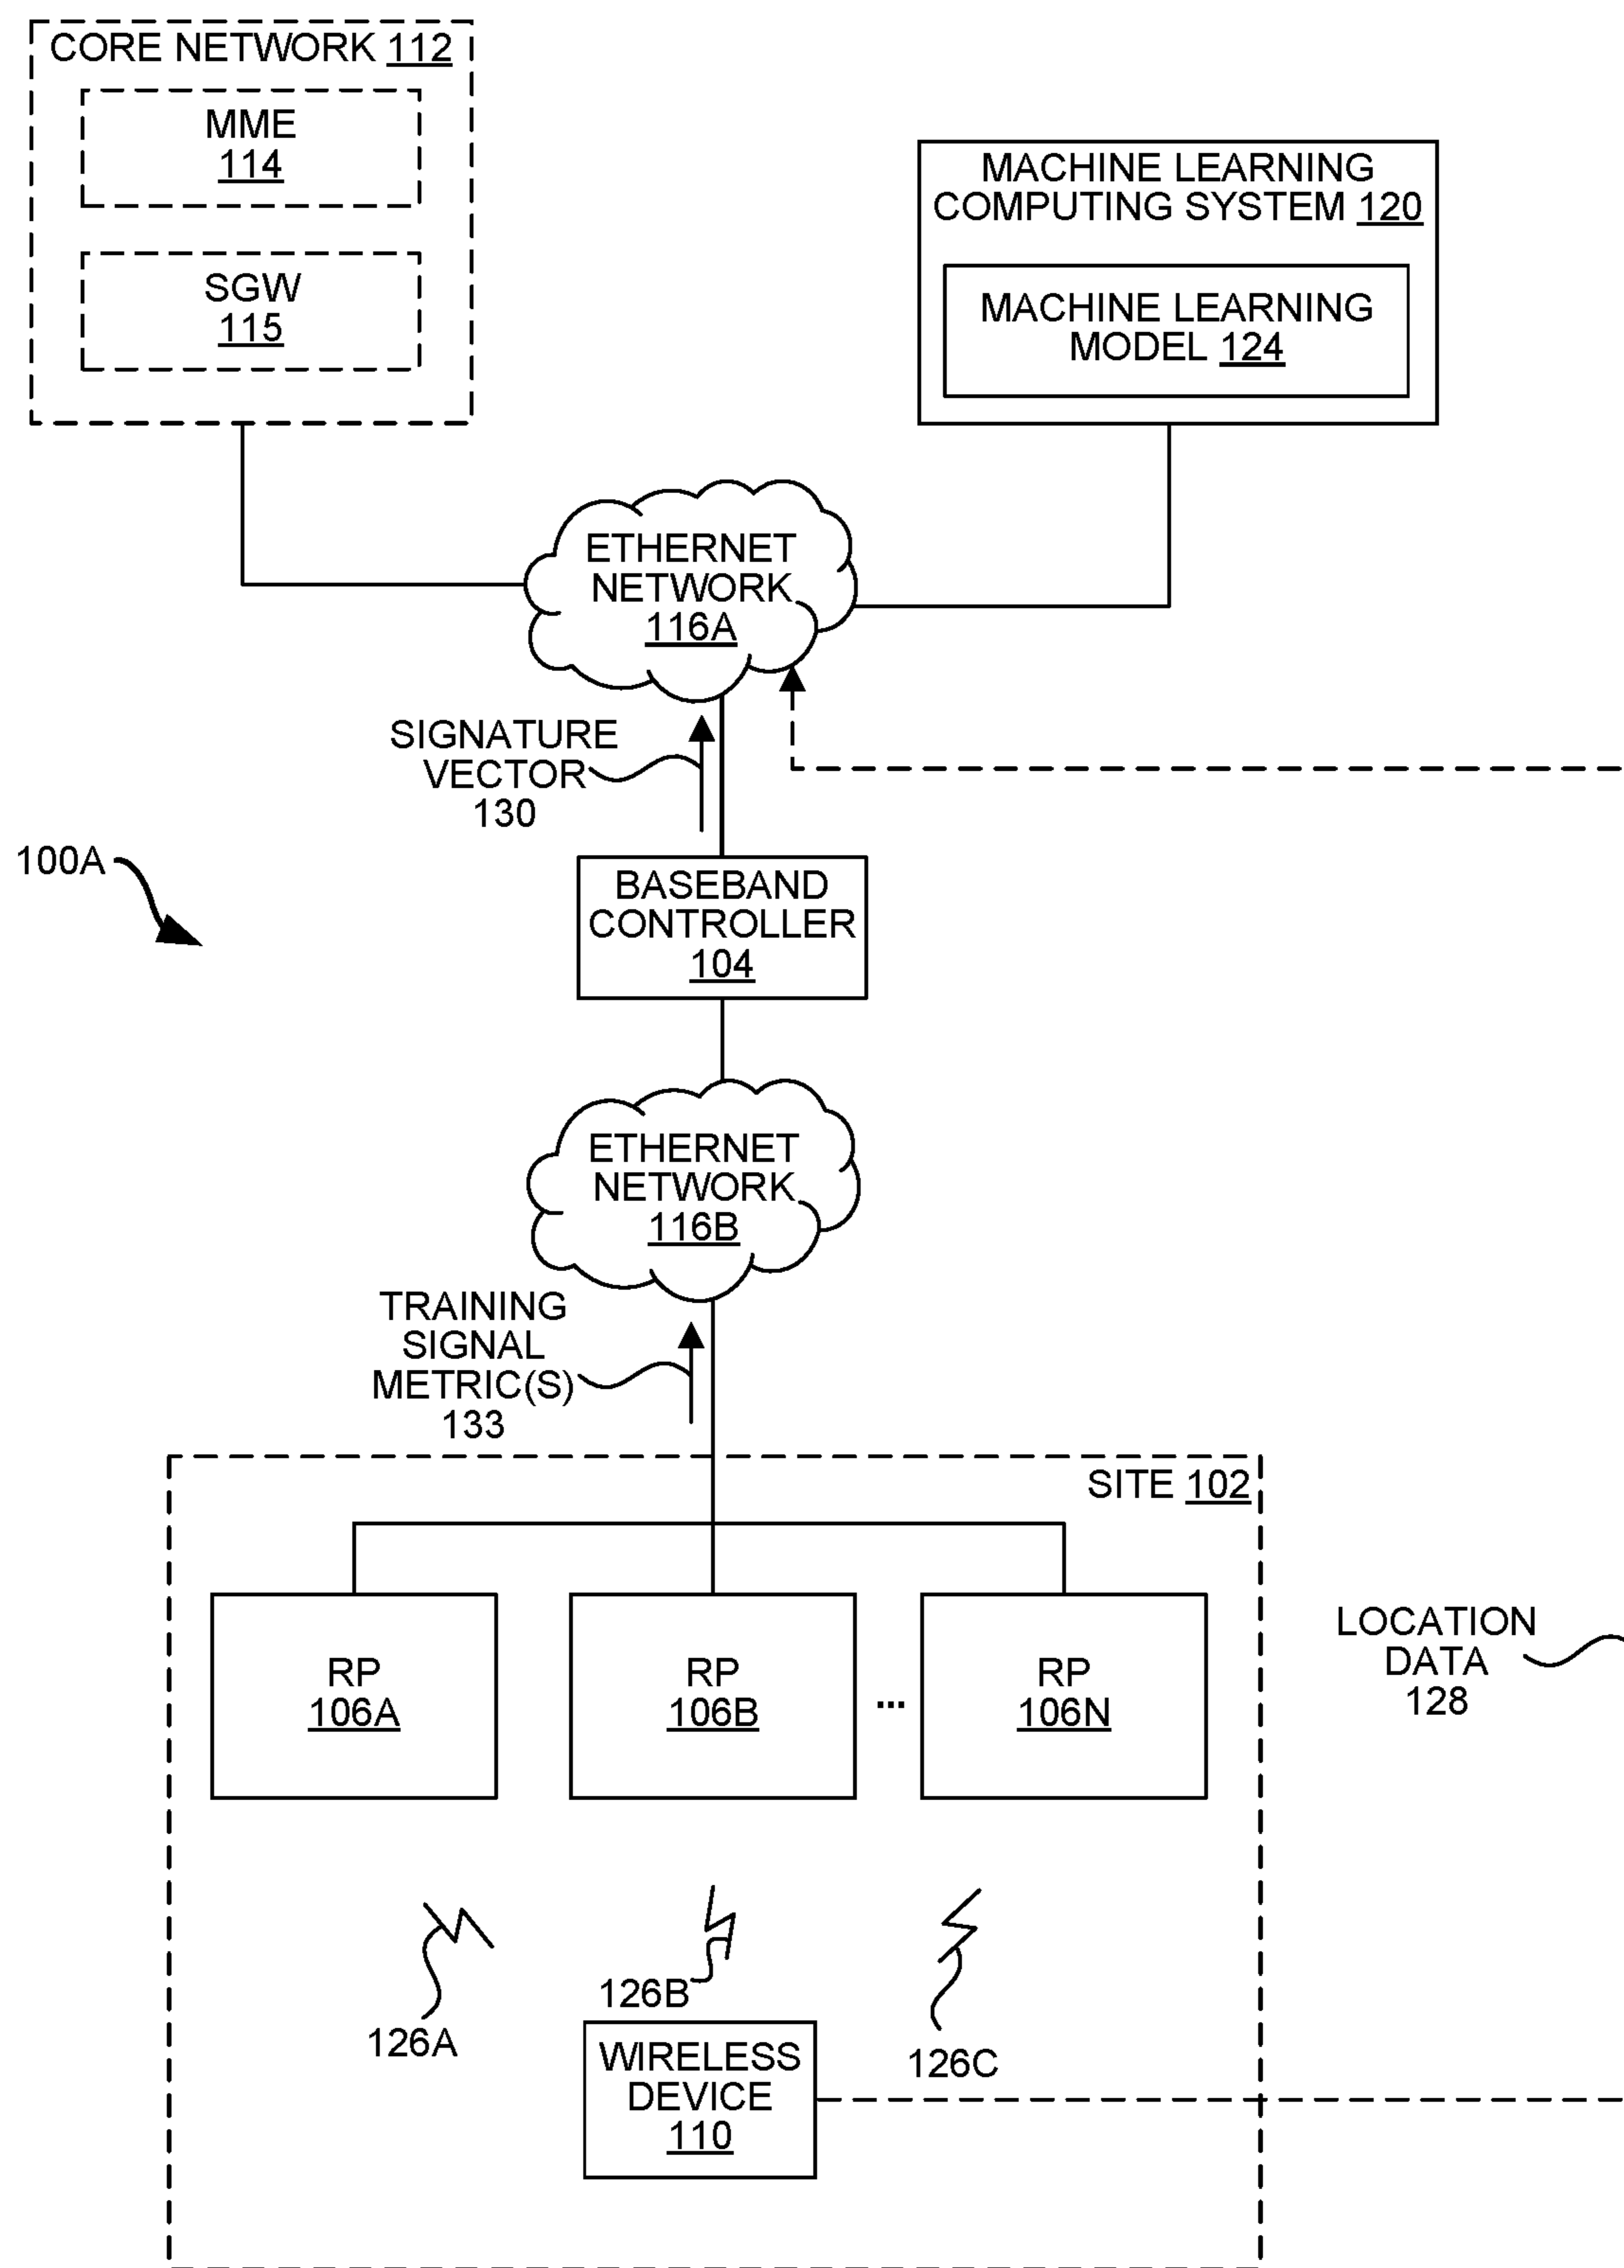 CORE NETWORK 112
MME
114
SGW
115
MACHINE LEARNING
COMPUTING SYSTEM 120
MACHINE LEARNING
MODEL 124
ETHERNET
NETWORK
116A
SIGNATURE
VECTOR
130
100A
BASEBAND
CONTROLLER
104
ETHERNET
NETWORK
116B
TRAINING
SIGNAL
METRIC(S)
133
SITE 102
RP
106A
RP
106B
...
RP
106N
LOCATION
DATA
128
126A
126B
126C
WIRELESS
DEVICE
110